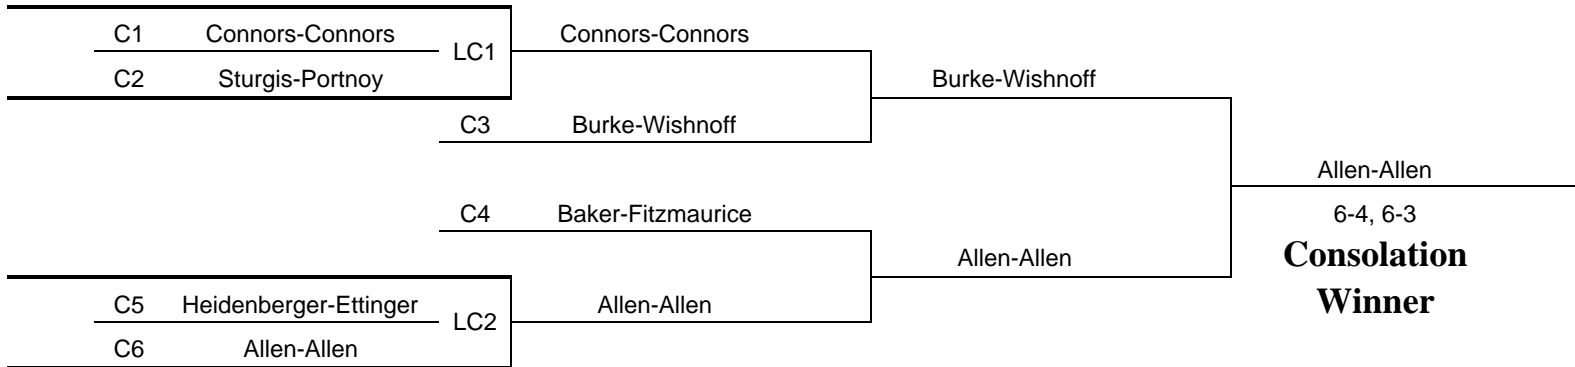 C1 Connors-Connors LC1 Connors-Connors
C2 Sturgis-Portnoy Burke-Wishnoff
C3 Burke-Wishnoff
Allen-Allen
C4 Baker-Fitzmaurice 6-4, 6-3
Consolation
Allen-Allen
C5 Heidenberger-Ettinger LC2 Allen-Allen Winner
C6 Allen-Allen